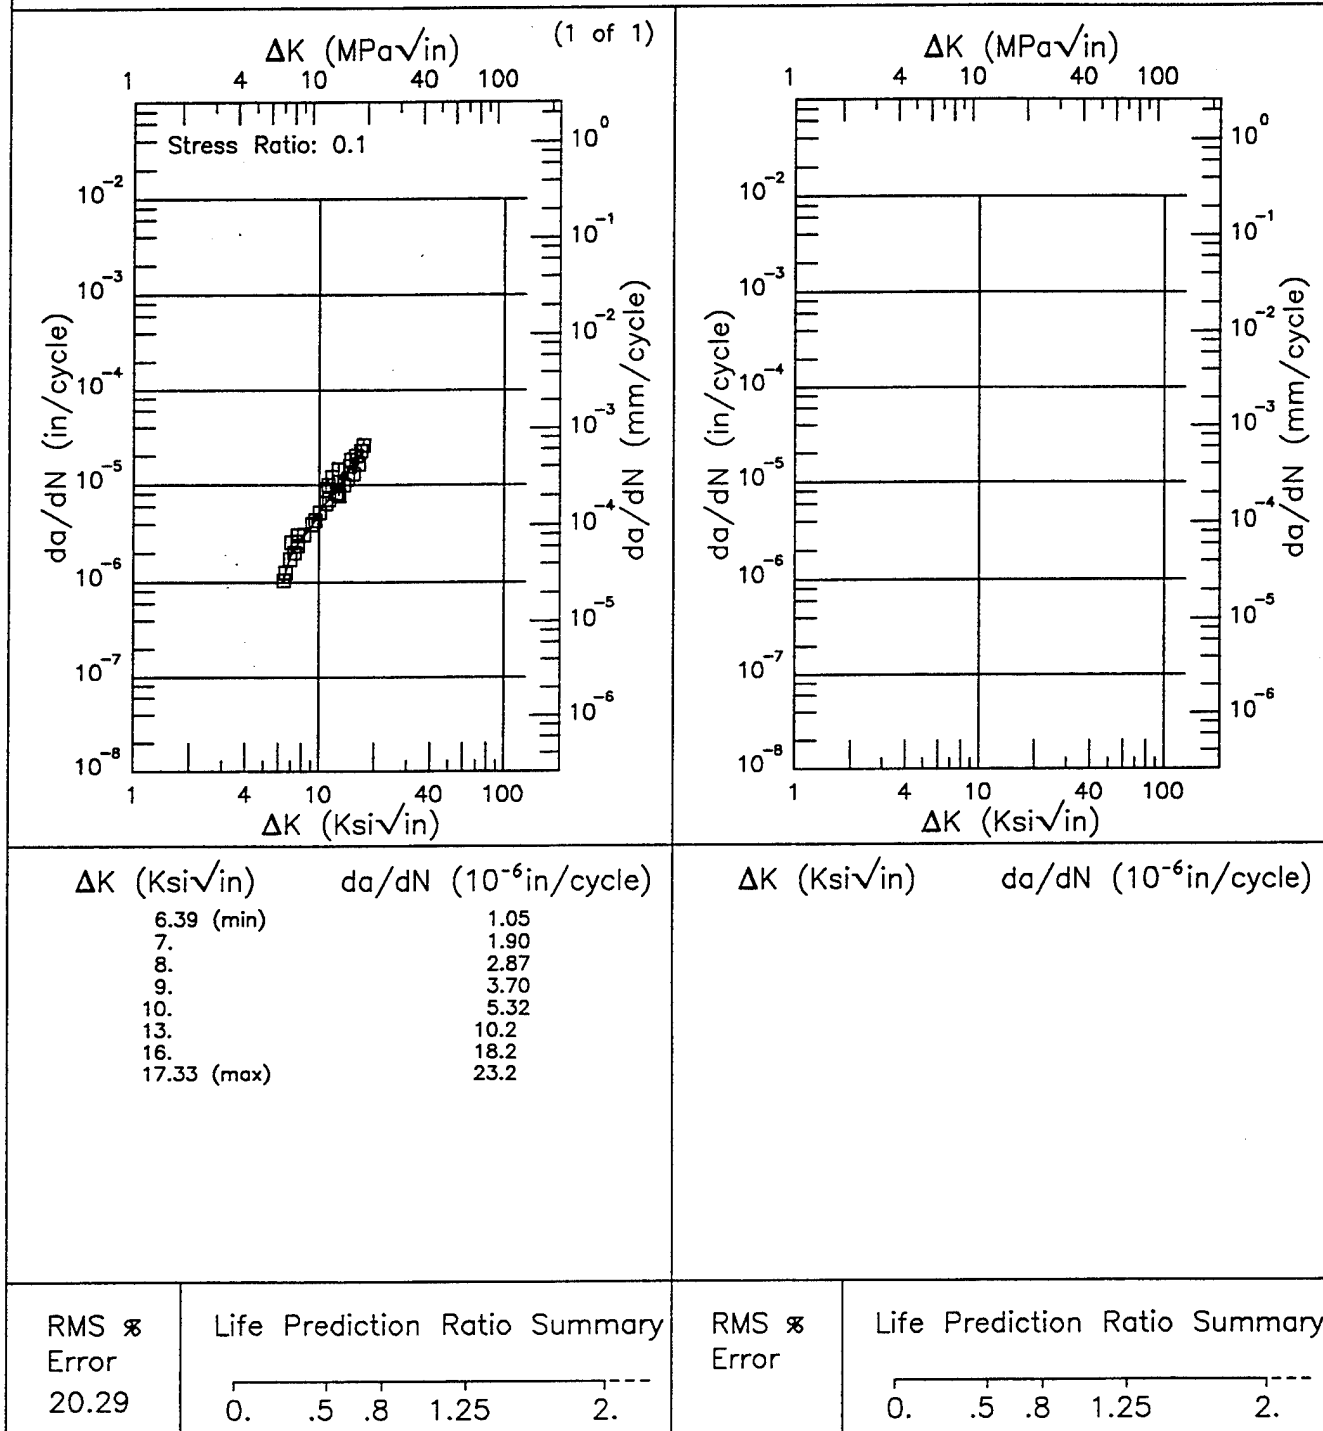 (1 of 1)
ΔK (MPa√in)
1 4 10 40 100
Stress Ratio: 0.1
da/dN (in/cycle)
10⁻²
10⁻³
10⁻⁴
10⁻⁵
10⁻⁶
10⁻⁷
10⁻⁸
10⁰
10⁻¹
10⁻²
10⁻³
10⁻⁴
10⁻⁵
10⁻⁶
da/dN (mm/cycle)
1 4 10 40 100
ΔK (Ksi√in)
ΔK (MPa√in)
1 4 10 40 100
da/dN (in/cycle)
10⁻²
10⁻³
10⁻⁴
10⁻⁵
10⁻⁶
10⁻⁷
10⁻⁸
10⁰
10⁻¹
10⁻²
10⁻³
10⁻⁴
10⁻⁵
10⁻⁶
da/dN (mm/cycle)
1 4 10 40 100
ΔK (Ksi√in)
ΔK (Ksi√in) da/dN (10⁻⁶in/cycle)
6.39 (min) 1.05
7. 1.90
8. 2.87
9. 3.70
10. 5.32
13. 10.2
16. 18.2
17.33 (max) 23.2
ΔK (Ksi√in) da/dN (10⁻⁶in/cycle)
RMS %
Error
20.29
Life Prediction Ratio Summary
0. .5 .8 1.25 2.
RMS %
Error
Life Prediction Ratio Summary
0. .5 .8 1.25 2.